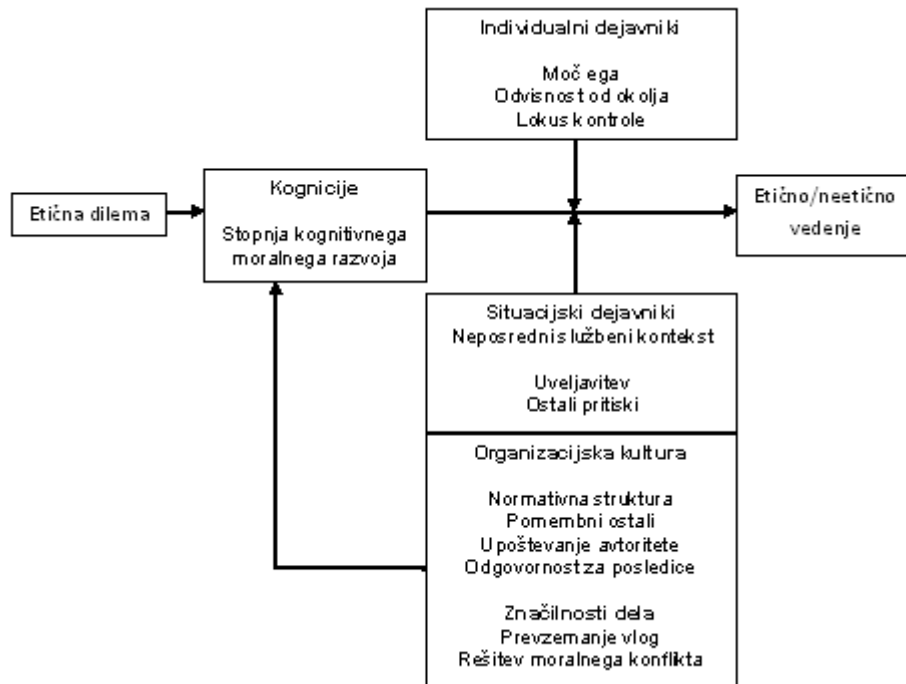 Individualni dejavniki
Moč ega
Odvisnost od okolja
Lokus kontrole
Etična dilema
Kognicije
Stopnja kognitivnega
moralnega razvoja
Etično/neetično
vedenje
Situacijski dejavniki
Neposredni službeni kontekst
Uveljavitev
Ostali pritiski
Organizacijska kultura
Normativna struktura
Pomembni ostali
Upoštevanje avtoritete
Odgovornost za posledice
Značilnosti dela
Prevzemanje vlog
Rešitev moralnega konflikta